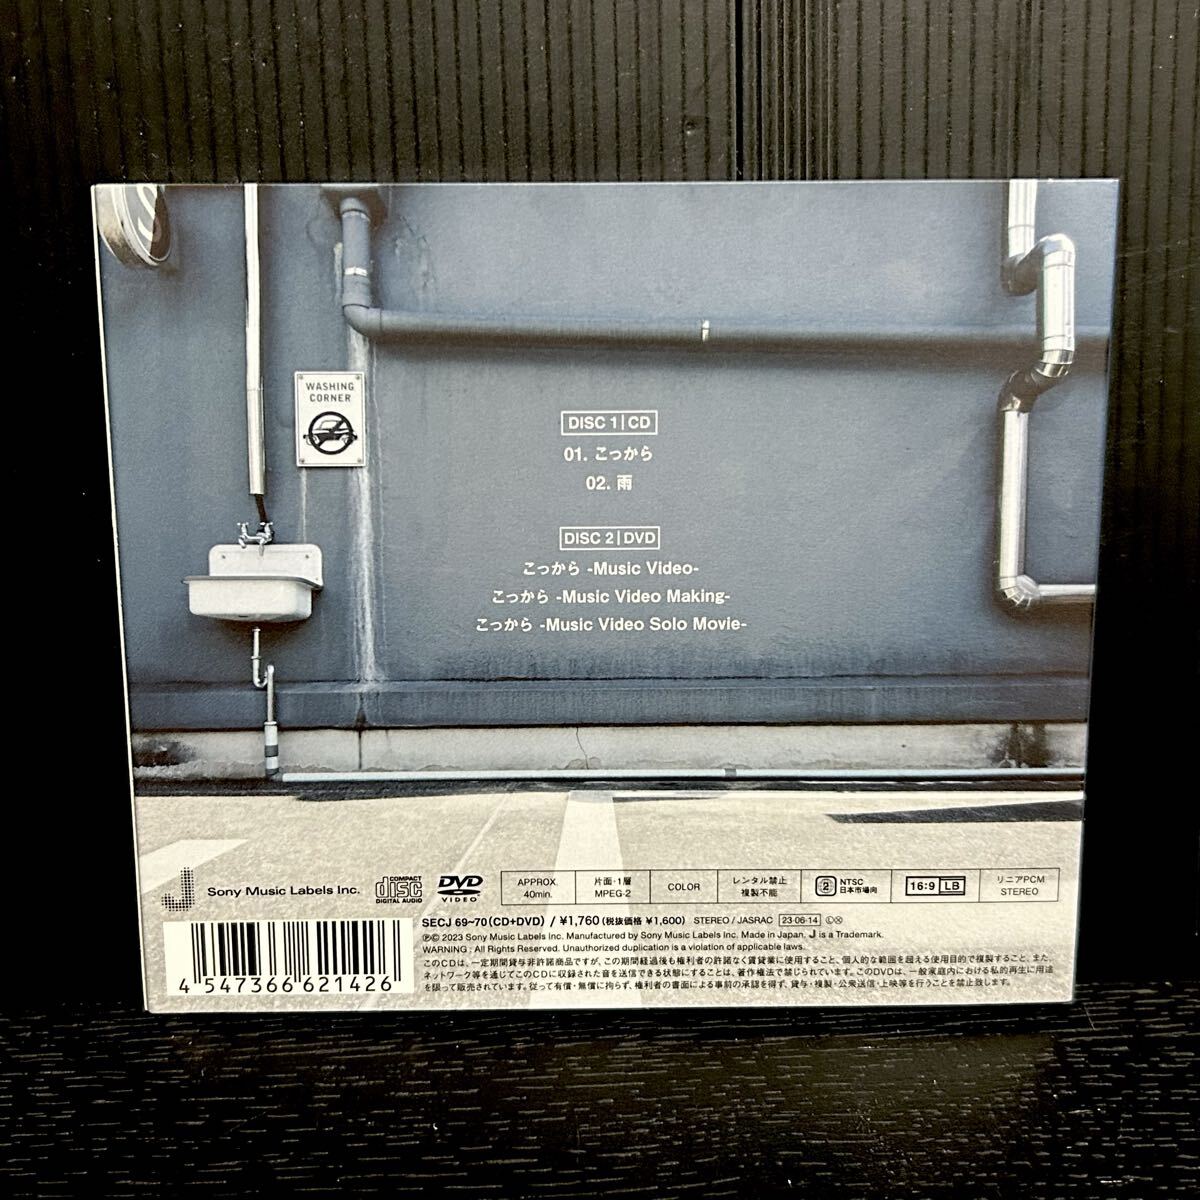 WASHING
CORNER
DISC 1 | CD
01. こっから
02. 雨
DISC 2 | DVD
こっから -Music Video-
こっから -Music Video Making-
こっから -Music Video Solo Movie-
J Sony Music Labels Inc.
COMPACT disc DIGITAL AUDIO
DVD VIDEO
APPROX. 40min.
片面・1層 MPEG-2
COLOR
レンタル禁止 複製不能
2 NTSC 日本市場向
16:9 LB
リニアPCM STEREO
SECJ 69~70(CD+DVD) / ¥1,760(税抜価格 ¥1,600) STEREO / JASRAC 23·06·14 Ⓛ Ⓧ
ⓅⒸ 2023 Sony Music Labels Inc. Manufactured by Sony Music Labels Inc. Made in Japan. J is a Trademark.
WARNING : All Rights Reserved. Unauthorized duplication is a violation of applicable laws.
このCDは、一定期間貸与非許諾商品ですが、この期間経過後も権利者の許諾なく賃貸業に使用すること、個人的な範囲を超える使用目的で複製すること、また、
ネットワーク等を通じてこのCDに収録された音を送信できる状態にすることは、著作権法で禁じられています。このDVDは、一般家庭内における私的再生に用途
を限って販売されています。従って有償・無償に拘らず、権利者の書面による事前の承認を得ず、貸与・複製・公衆送信・上映等を行うことを禁止致します。
4 547366 621426